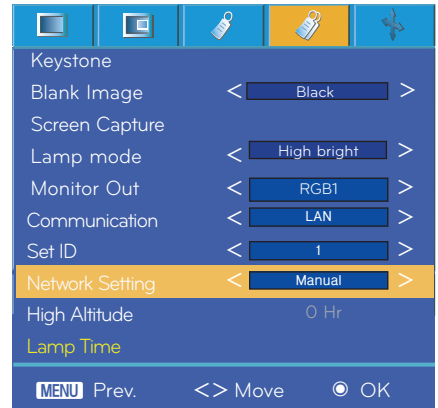 Keystone
Blank Image < Black >
Screen Capture
Lamp mode < High bright >
Monitor Out < RGB1 >
Communication < LAN >
Set ID < 1 >
Network Setting < Manual >
High Altitude 0 Hr
Lamp Time
MENU Prev. <> Move ◉ OK